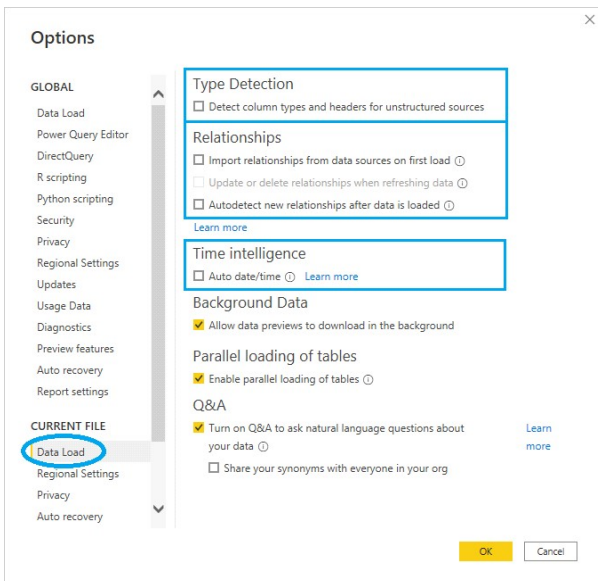 Options
GLOBAL
Data Load
Power Query Editor
DirectQuery
R scripting
Python scripting
Security
Privacy
Regional Settings
Updates
Usage Data
Diagnostics
Preview features
Auto recovery
Report settings
CURRENT FILE
Data Load
Regional Settings
Privacy
Auto recovery
Type Detection
Detect column types and headers for unstructured sources
Relationships
Import relationships from data sources on first load
Update or delete relationships when refreshing data
Autodetect new relationships after data is loaded
Learn more
Time intelligence
Auto date/time Learn more
Background Data
Allow data previews to download in the background
Parallel loading of tables
Enable parallel loading of tables
Q&A
Turn on Q&A to ask natural language questions about
your data
Learn
more
Share your synonyms with everyone in your org
OK
Cancel